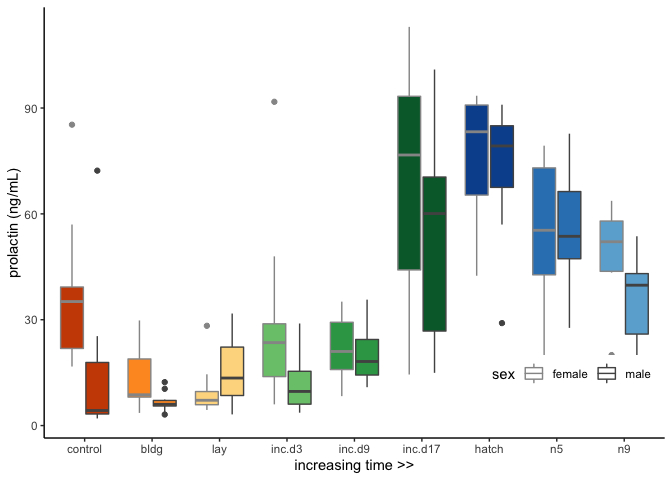 prolactin (ng/mL)
90
60
30
0
sex female male
control bldg lay inc.d3 inc.d9 inc.d17 hatch n5 n9
increasing time >>